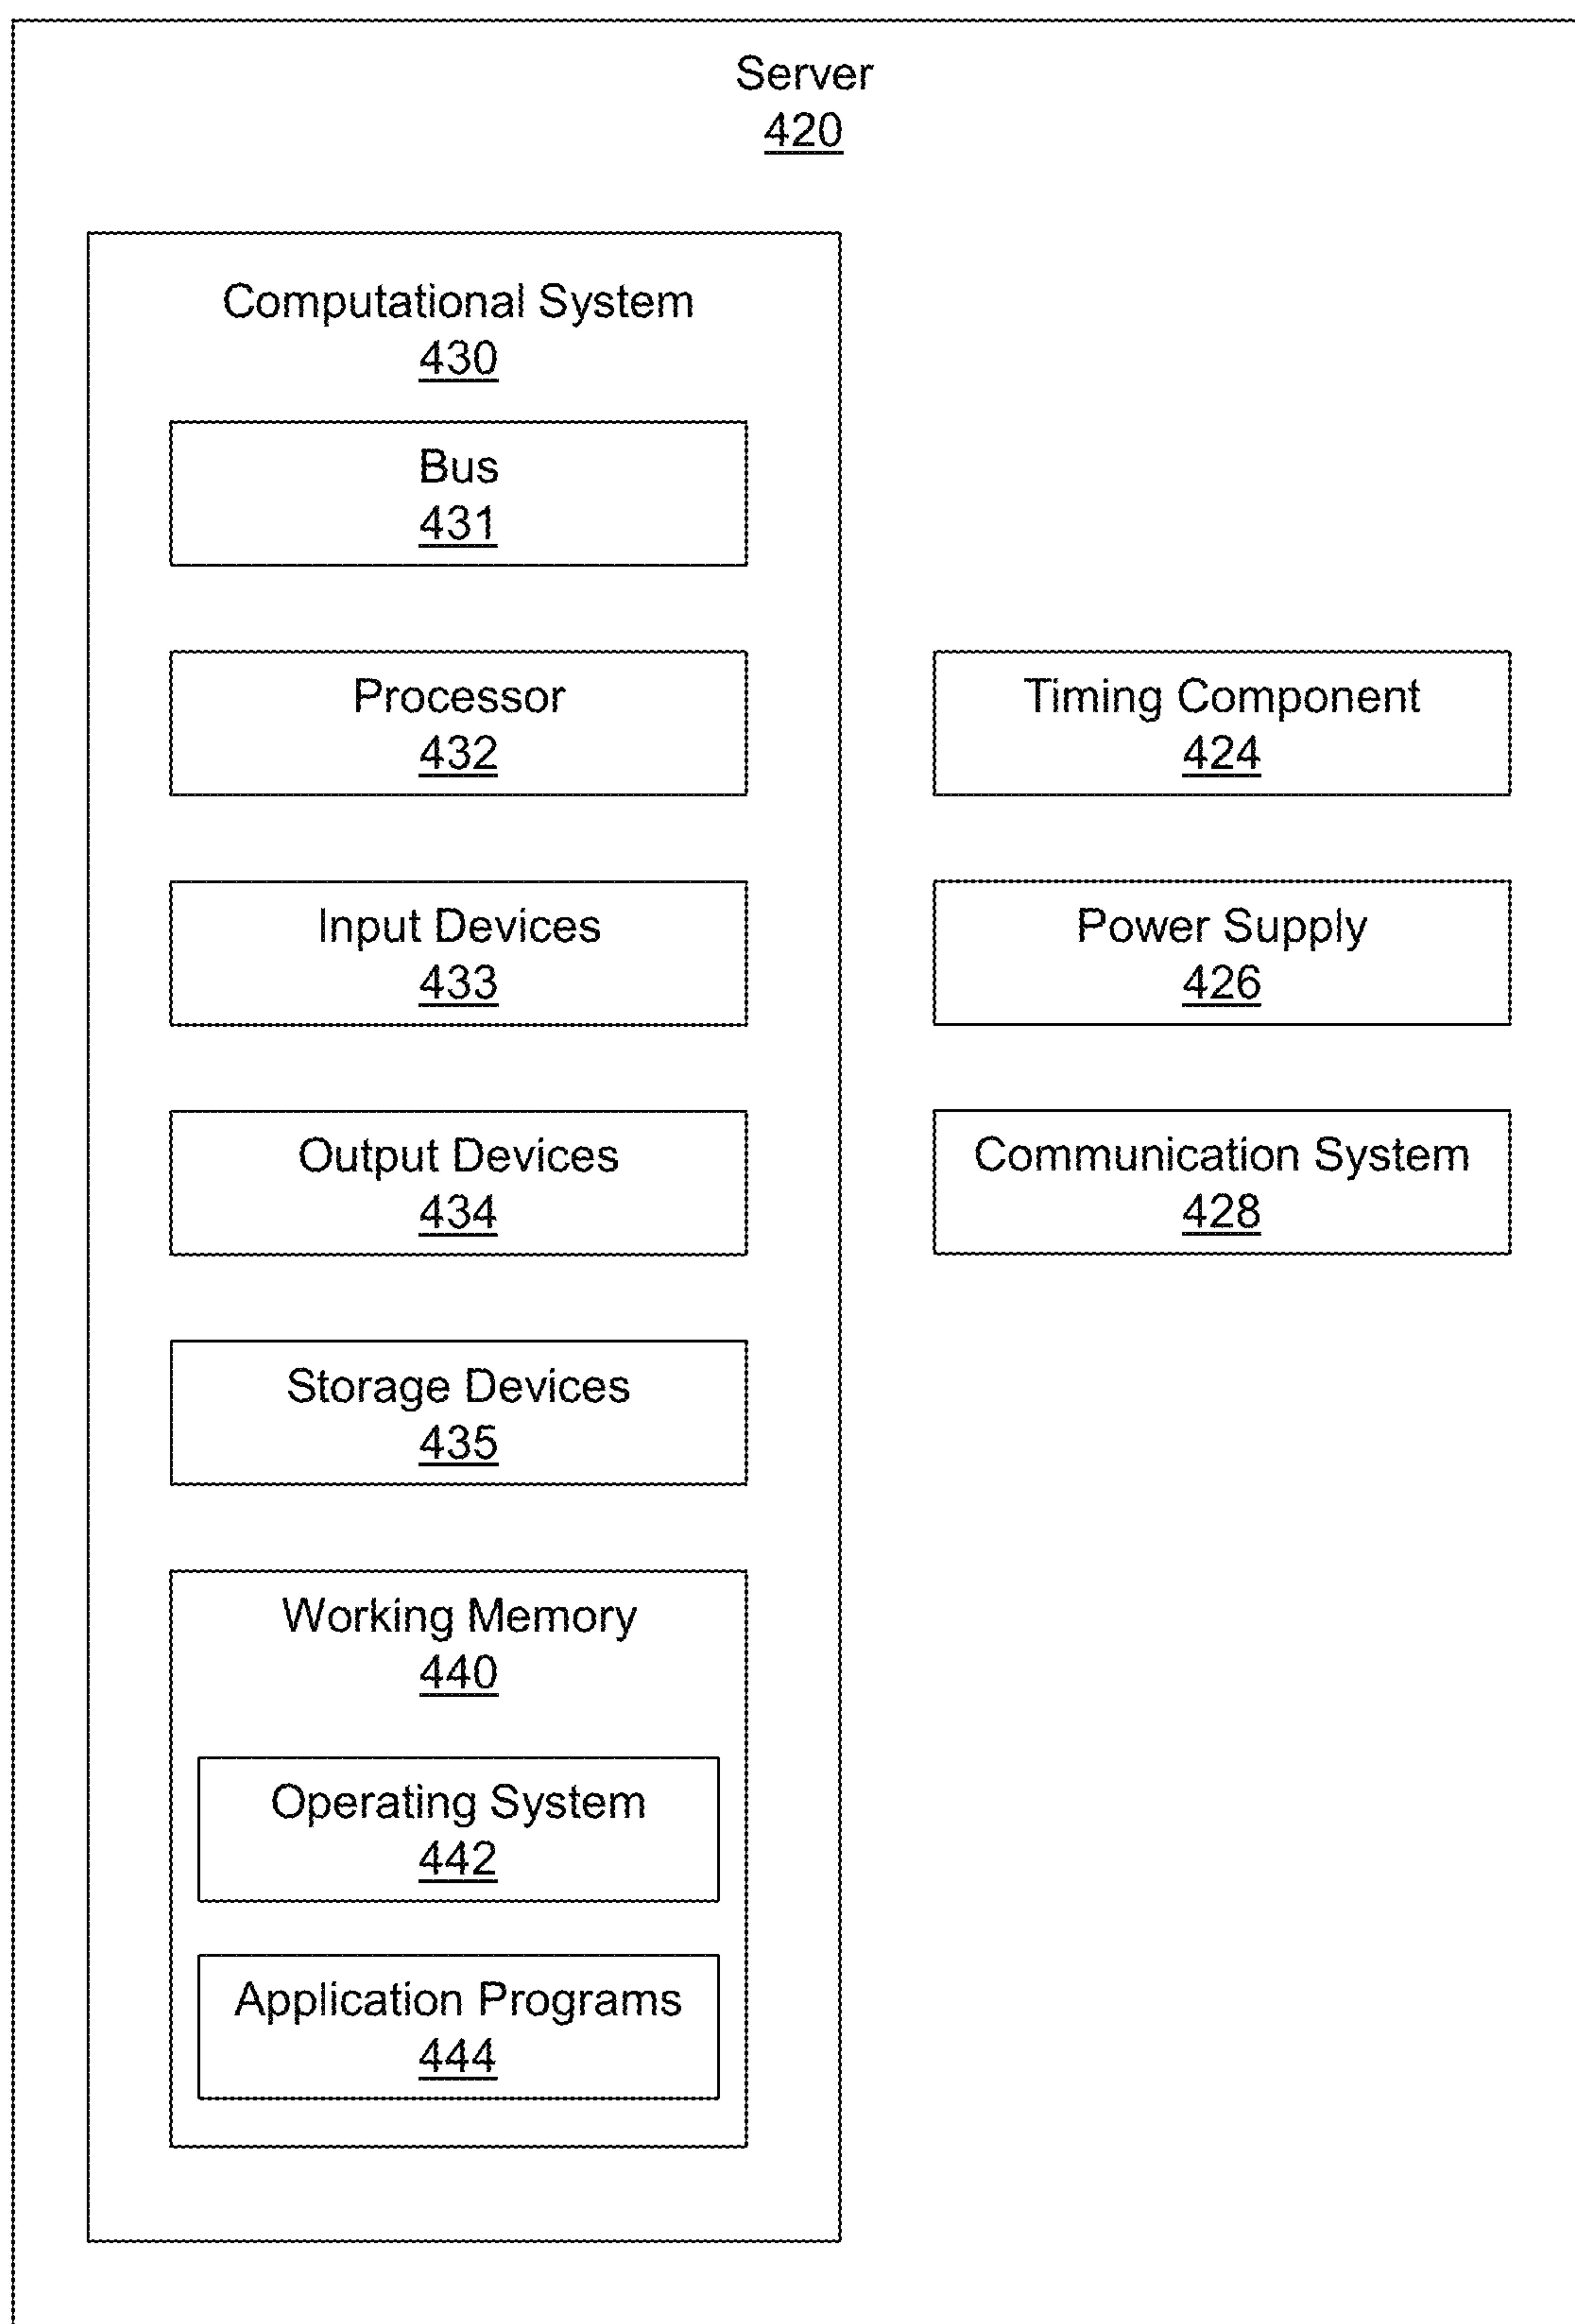 Server
420
Computational System
430
Bus
431
Processor
432
Input Devices
433
Output Devices
434
Storage Devices
435
Working Memory
440
Operating System
442
Application Programs
444
Timing Component
424
Power Supply
426
Communication System
428